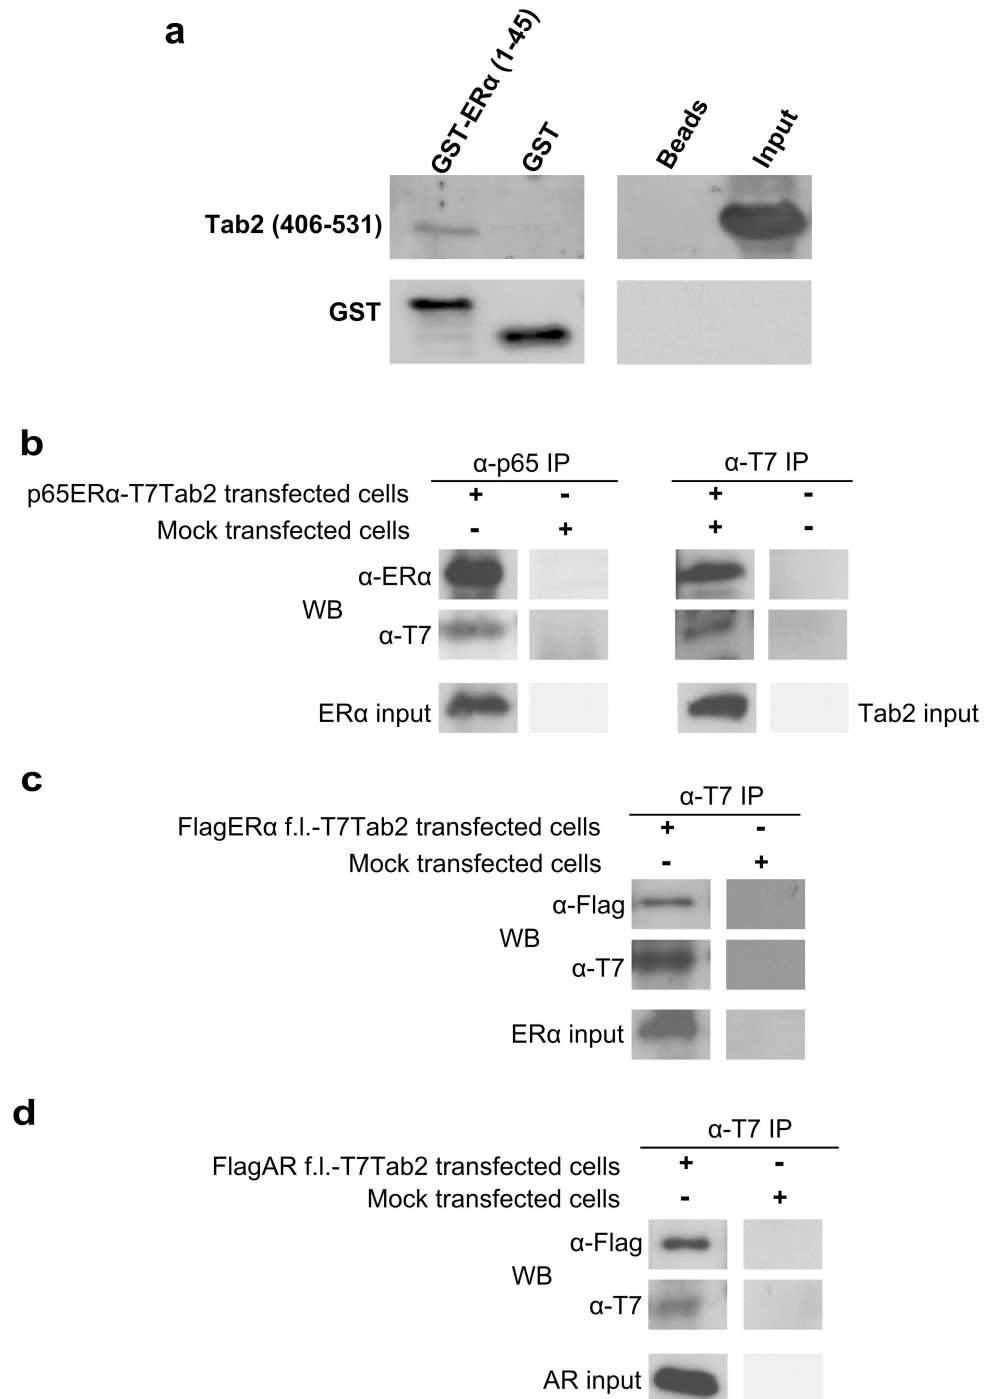 a
GST-ERα (1-45)
GST
Beads
Input
Tab2 (406-531)
GST
b
α-p65 IP
α-T7 IP
p65ERα-T7Tab2 transfected cells + - + -
Mock transfected cells - + + -
α-ERα
WB
α-T7
ERα input
Tab2 input
c
α-T7 IP
FlagERα f.l.-T7Tab2 transfected cells + -
Mock transfected cells - +
α-Flag
WB
α-T7
ERα input
d
α-T7 IP
FlagAR f.l.-T7Tab2 transfected cells + -
Mock transfected cells - +
α-Flag
WB
α-T7
AR input